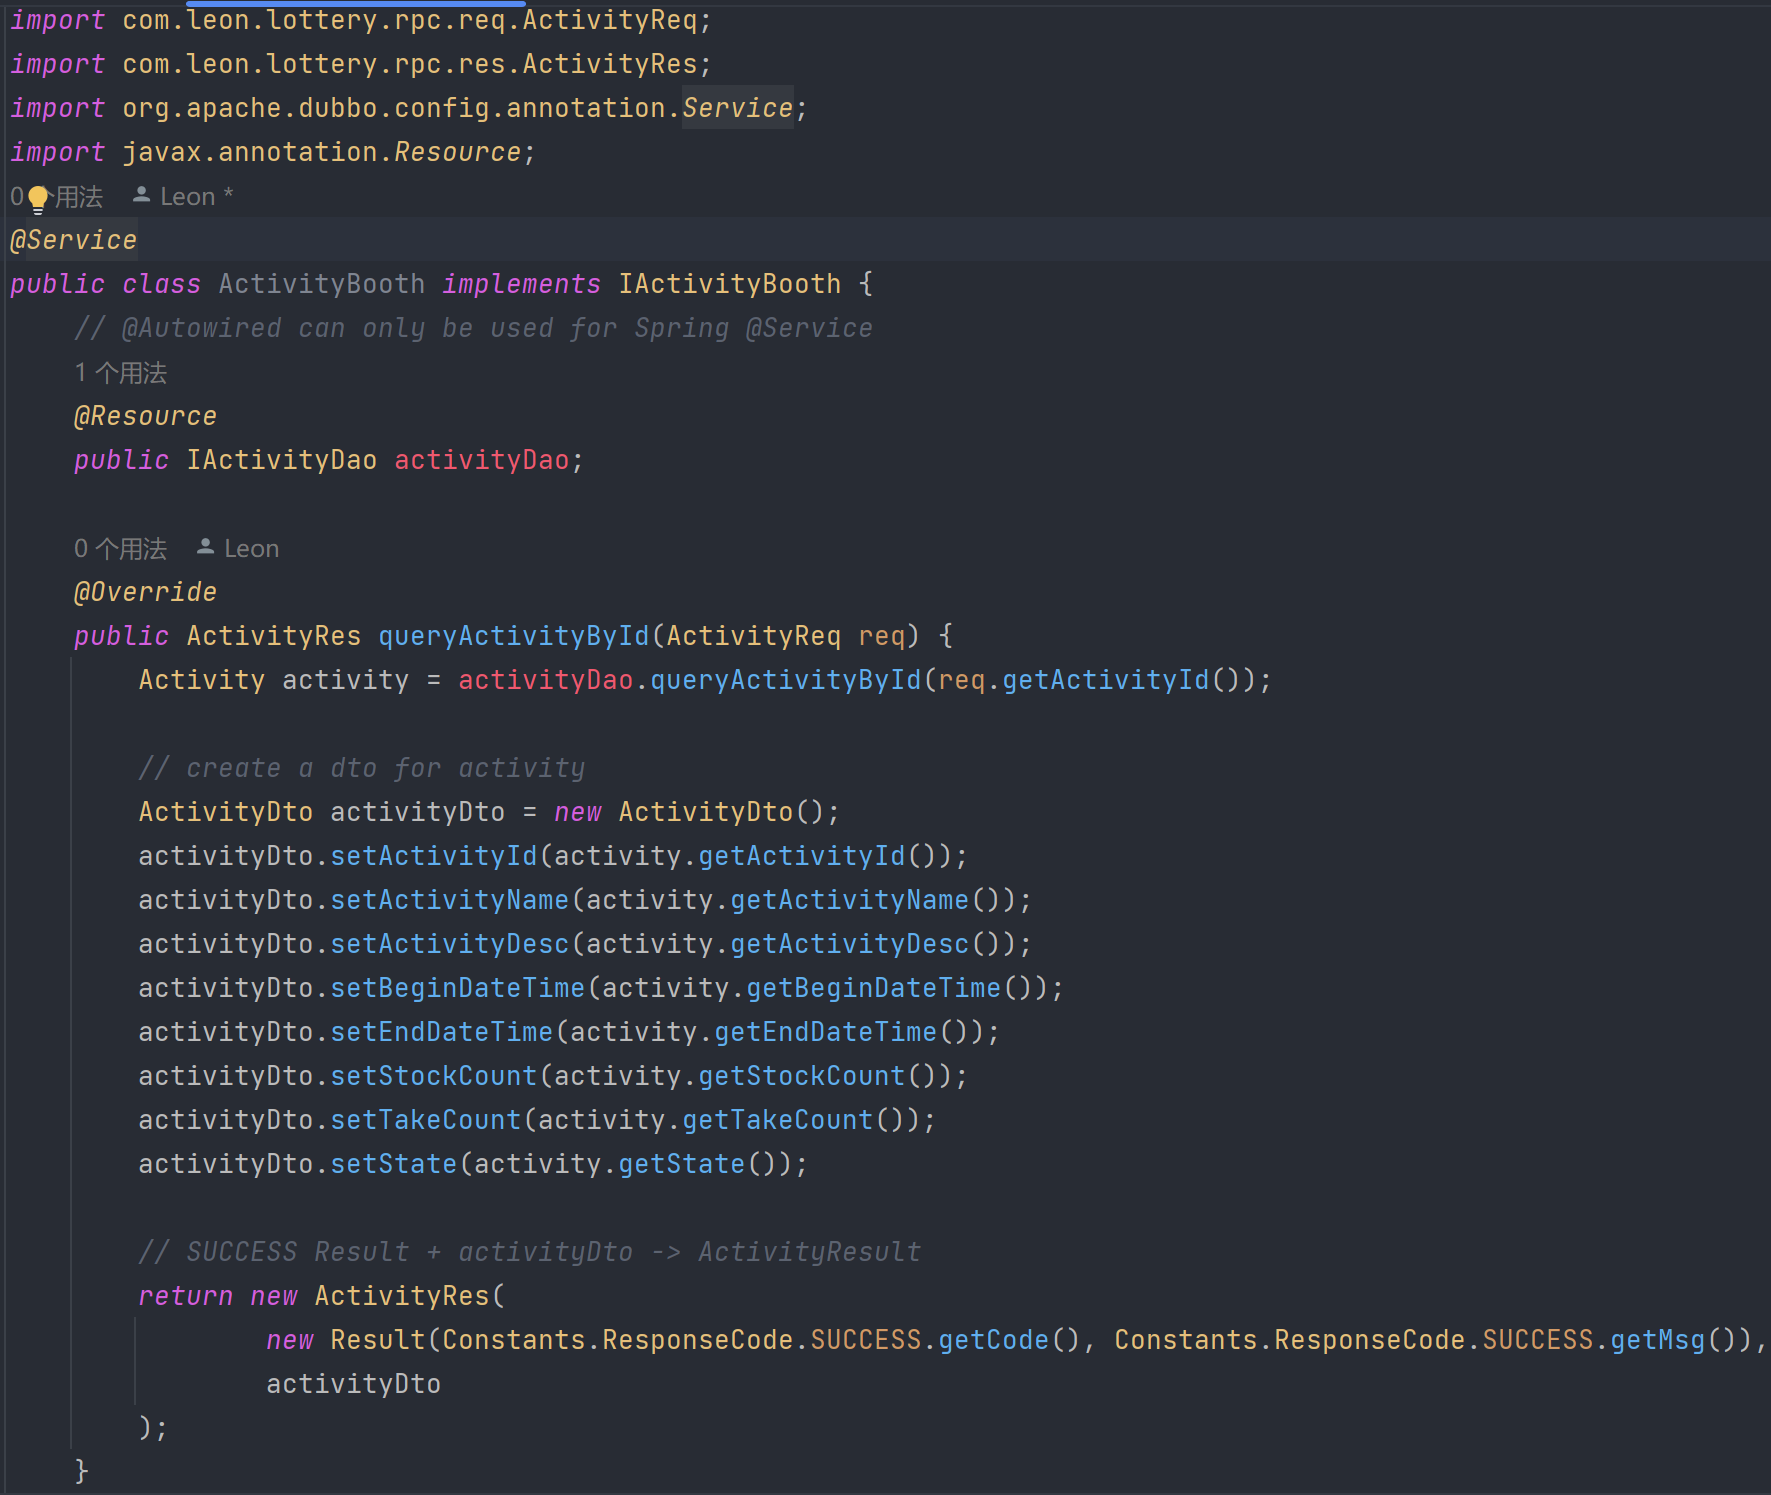 import com.leon.lottery.rpc.req.ActivityReq;
import com.leon.lottery.rpc.res.ActivityRes;
import org.apache.dubbo.config.annotation.Service;
import javax.annotation.Resource;
0 个用法 Leon *
@Service
public class ActivityBooth implements IActivityBooth {
    // @Autowired can only be used for Spring @Service
    1 个用法
    @Resource
    public IActivityDao activityDao;
    0 个用法 Leon
    @Override
    public ActivityRes queryActivityById(ActivityReq req) {
        Activity activity = activityDao.queryActivityById(req.getActivityId());
        // create a dto for activity
        ActivityDto activityDto = new ActivityDto();
        activityDto.setActivityId(activity.getActivityId());
        activityDto.setActivityName(activity.getActivityName());
        activityDto.setActivityDesc(activity.getActivityDesc());
        activityDto.setBeginDateTime(activity.getBeginDateTime());
        activityDto.setEndDateTime(activity.getEndDateTime());
        activityDto.setStockCount(activity.getStockCount());
        activityDto.setTakeCount(activity.getTakeCount());
        activityDto.setState(activity.getState());
        // SUCCESS Result + activityDto -> ActivityResult
        return new ActivityRes(
                new Result(Constants.ResponseCode.SUCCESS.getCode(), Constants.ResponseCode.SUCCESS.getMsg()),
                activityDto
        );
    }